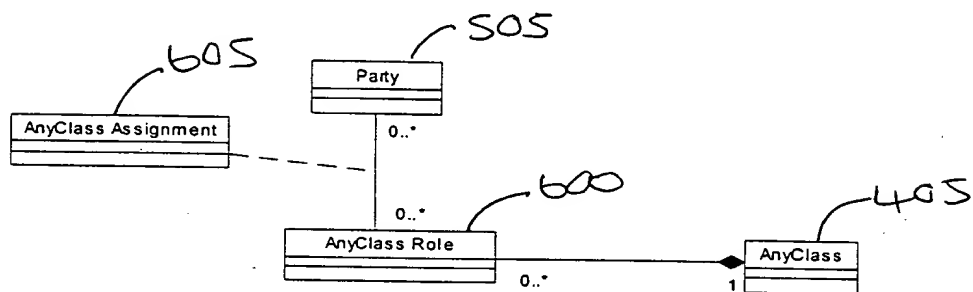 505
605
Party
AnyClass Assignment
0..*
0..*
600
405
AnyClass Role
AnyClass
0..*
1